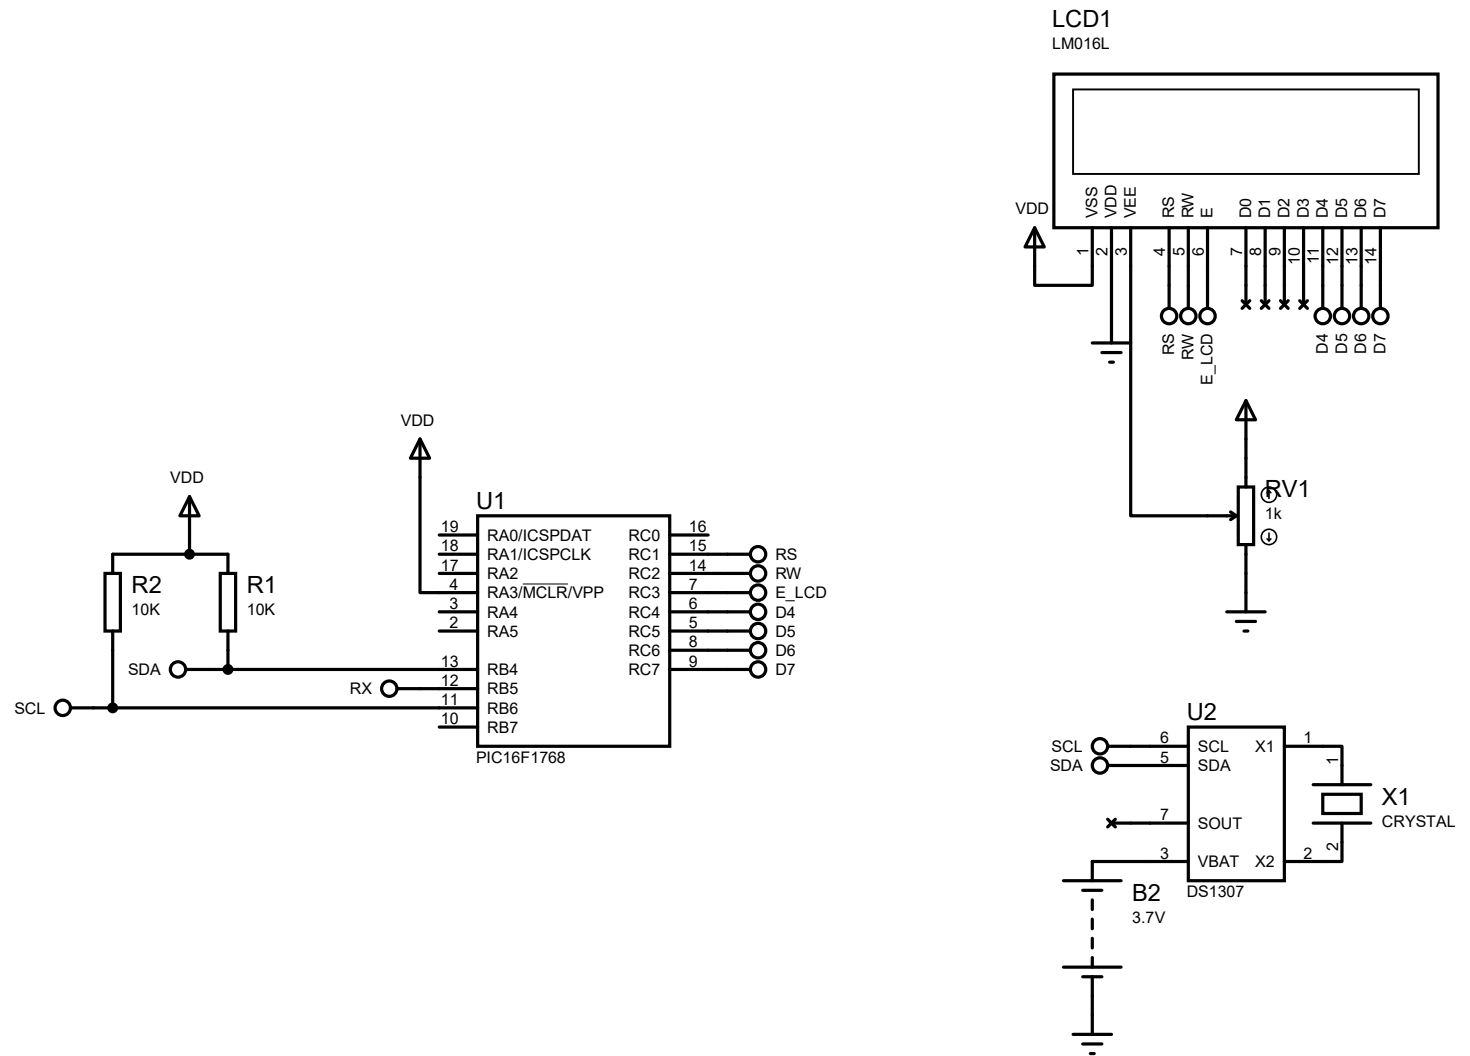 LCD1
LM016L
VSS
VDD
VEE
RS
RW
E
D0
D1
D2
D3
D4
D5
D6
D7
VDD
1
2
3
4
5
6
7
8
9
10
11
12
13
14
RS
RW
E_LCD
D4
D5
D6
D7
RV1
1k
VDD
VDD
R2
10K
R1
10K
SDA
SCL
RX
U1
19 RA0/ICSPDAT RC0 16
18 RA1/ICSPCLK RC1 15 RS
17 RA2 RC2 14 RW
4 RA3/MCLR/VPP RC3 7 E_LCD
3 RA4 RC4 6 D4
2 RA5 RC5 5 D5
RC6 8 D6
13 RB4 RC7 9 D7
12 RB5
11 RB6
10 RB7
PIC16F1768
U2
SCL 6 SCL X1 1
SDA 5 SDA
7 SOUT
3 VBAT X2 2
DS1307
1
2
X1
CRYSTAL
B2
3.7V